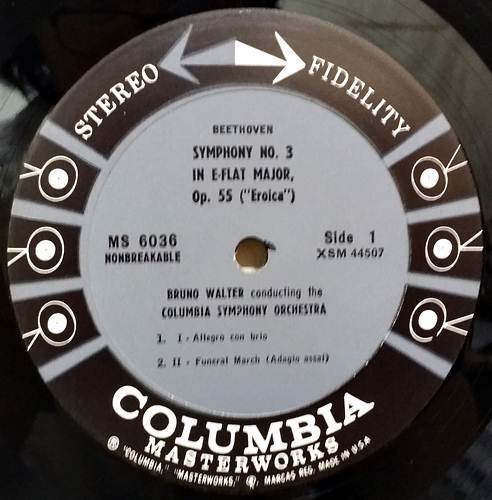 STEREO FIDELITY
BEETHOVEN
SYMPHONY NO. 3
IN E-FLAT MAJOR,
Op. 55 ("Eroica")
MS 6036 Side 1
NONBREAKABLE XSM 44507
BRUNO WALTER conducting the
COLUMBIA SYMPHONY ORCHESTRA
1. I - Allegro con brio
2. II - Funeral March (Adagio assai)
COLUMBIA
MASTERWORKS
® "COLUMBIA," "MASTERWORKS," ®, MARCAS REG. MADE IN U.S.A